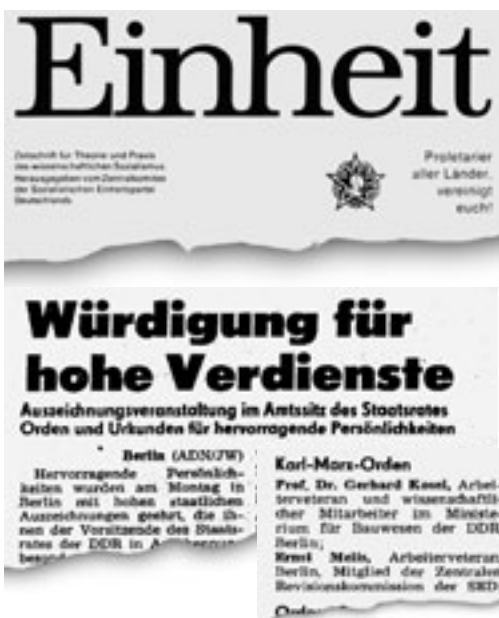 Einheit
Zeitschrift für Theorie und Praxis
des wissenschaftlichen Sozialismus
Herausgegeben vom Zentralkomitee
der Sozialistischen Einheitspartei
Deutschlands
Proletarier
aller Länder,
vereinigt
euch!
Würdigung für
hohe Verdienste
Auszeichnungsveranstaltung im Amtssitz des Staatsrates
Orden und Urkunden für hervorragende Persönlichkeiten
Berlin (ADN/JW)
Hervorragende Persönlich-
keiten wurden am Montag in
Berlin mit hohen staatlichen
Auszeichnungen geehrt, die ih-
nen der Vorsitzende des Staats-
rates der DDR in
Karl-Marx-Orden
Prof. Dr. Gerhard Kosel, Arbei-
terveteran und wissenschaftli-
cher Mitarbeiter im Ministe-
rium für Bauwesen der DDR
Berlin;
Ernst Melis, Arbeiterveteran
Berlin, Mitglied der Zentralen
Revisionskommission der SED